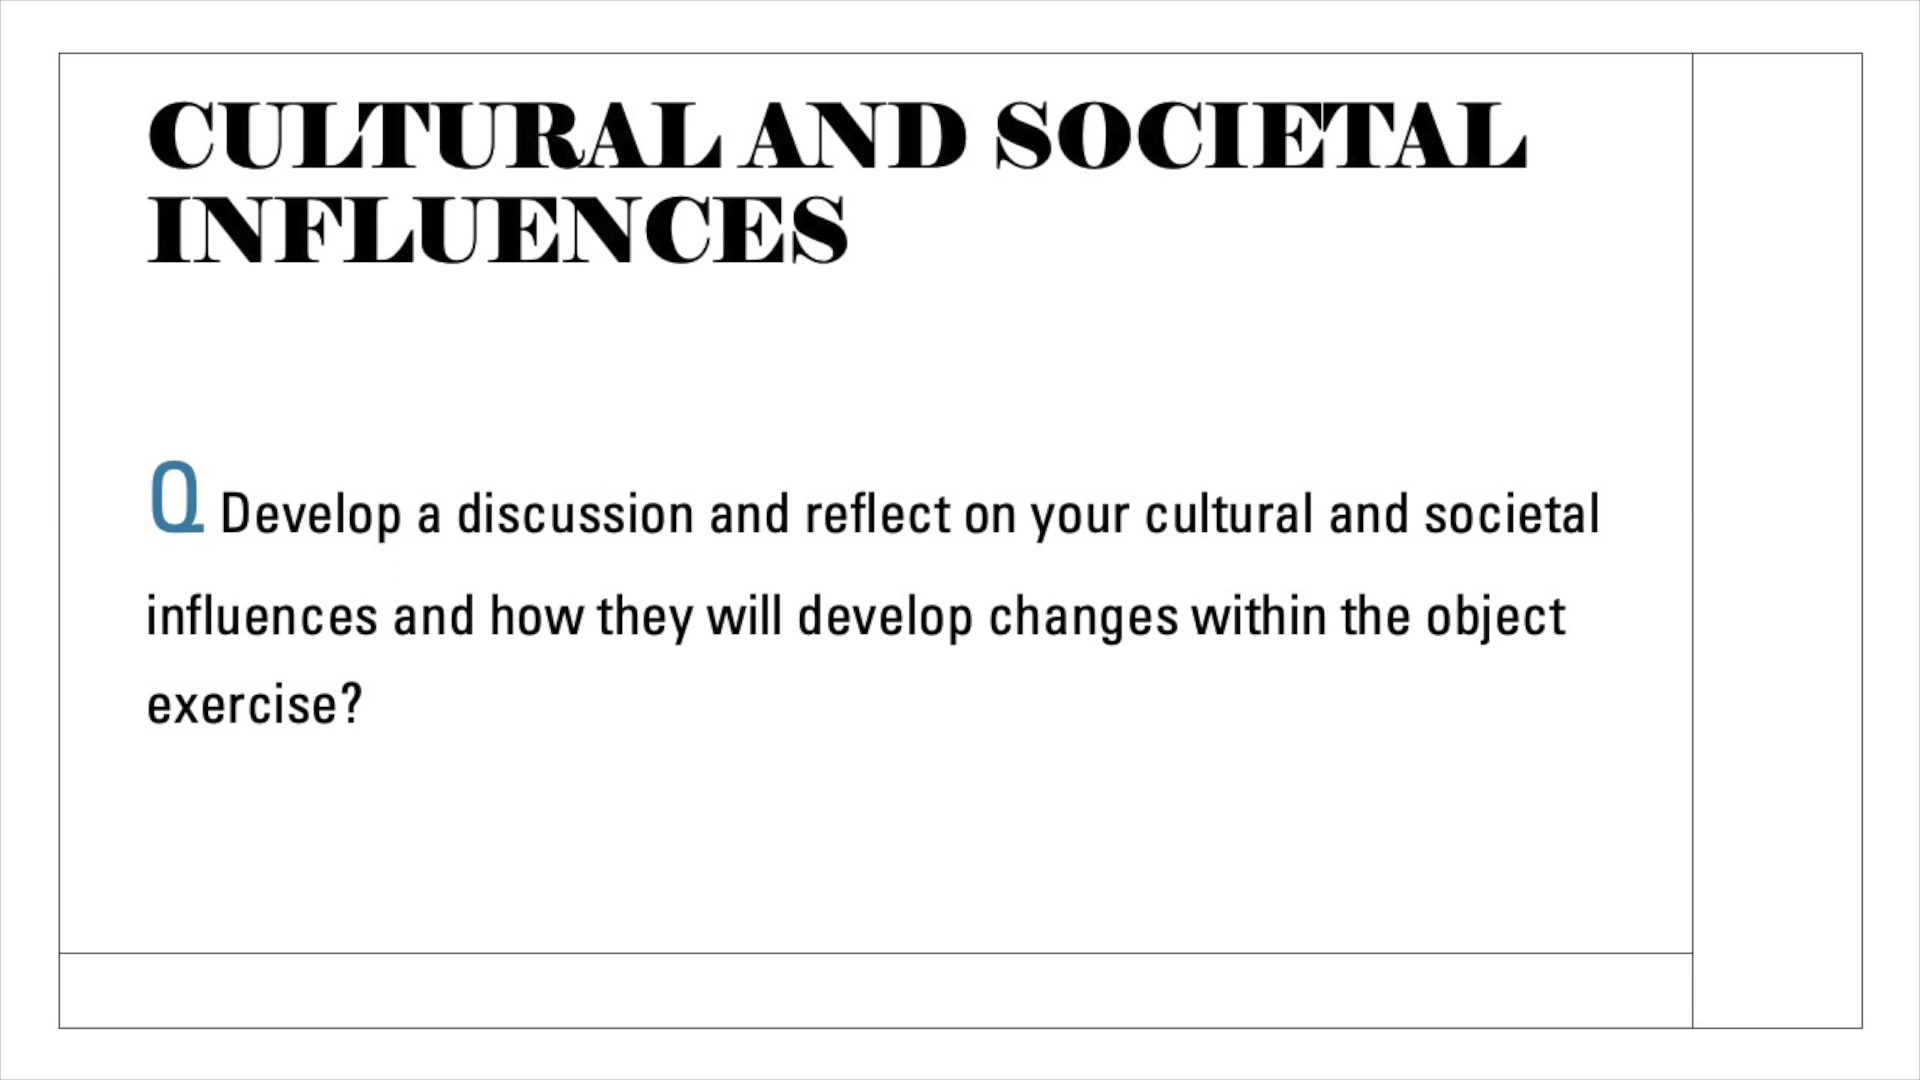 CULTURAL AND SOCIETAL
INFLUENCES
Q Develop a discussion and reflect on your cultural and societal
influences and how they will develop changes within the object
exercise?